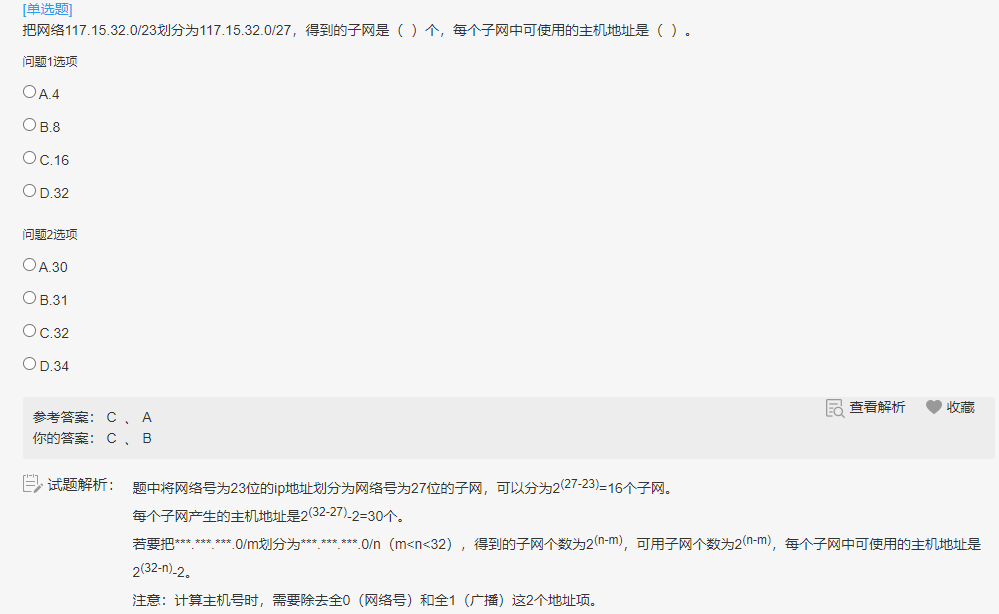 [单选题]
把网络117.15.32.0/23划分为117.15.32.0/27，得到的子网是（ ）个，每个子网中可使用的主机地址是（ ）。
问题1选项
A.4
B.8
C.16
D.32
问题2选项
A.30
B.31
C.32
D.34
查看解析 收藏
参考答案： C 、 A
你的答案： C 、 B
试题解析： 题中将网络号为23位的ip地址划分为网络号为27位的子网，可以分为2(27-23)=16个子网。
每个子网产生的主机地址是2(32-27)-2=30个。
若要把***.***.***.0/m划分为***.***.***.0/n（m<n<32），得到的子网个数为2(n-m)，可用子网个数为2(n-m)，每个子网中可使用的主机地址是
2(32-n)-2。
注意：计算主机号时，需要除去全0（网络号）和全1（广播）这2个地址项。